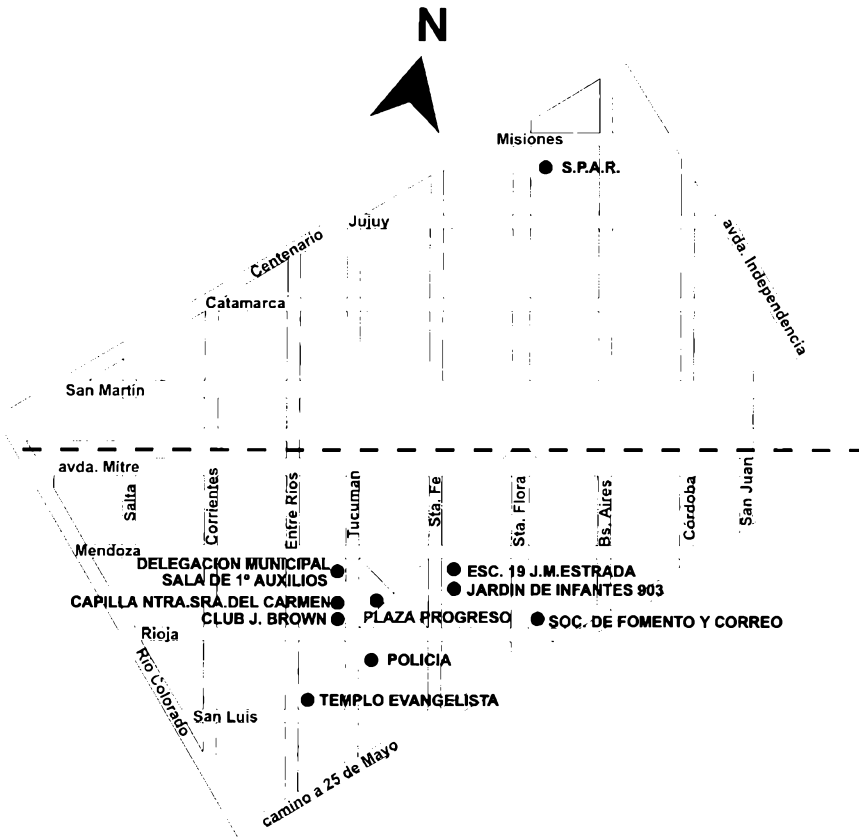 N
Misiones
S.P.A.R.
Jujuy
Centenario
avda. Independencia
Catamarca
San Martín
avda. Mitre
Salta
Corrientes
Entre Ríos
Tucuman
Sta. Fe
Sta. Flora
Bs. Aires
Córdoba
San Juan
Mendoza
DELEGACION MUNICIPAL
SALA DE 1º AUXILIOS
ESC. 19 J.M.ESTRADA
JARDIN DE INFANTES 903
CAPILLA NTRA.SRA.DEL CARMEN
CLUB J. BROWN
PLAZA PROGRESO
SOC. DE FOMENTO Y CORREO
Rioja
Río Colorado
POLICIA
TEMPLO EVANGELISTA
San Luis
camino a 25 de Mayo